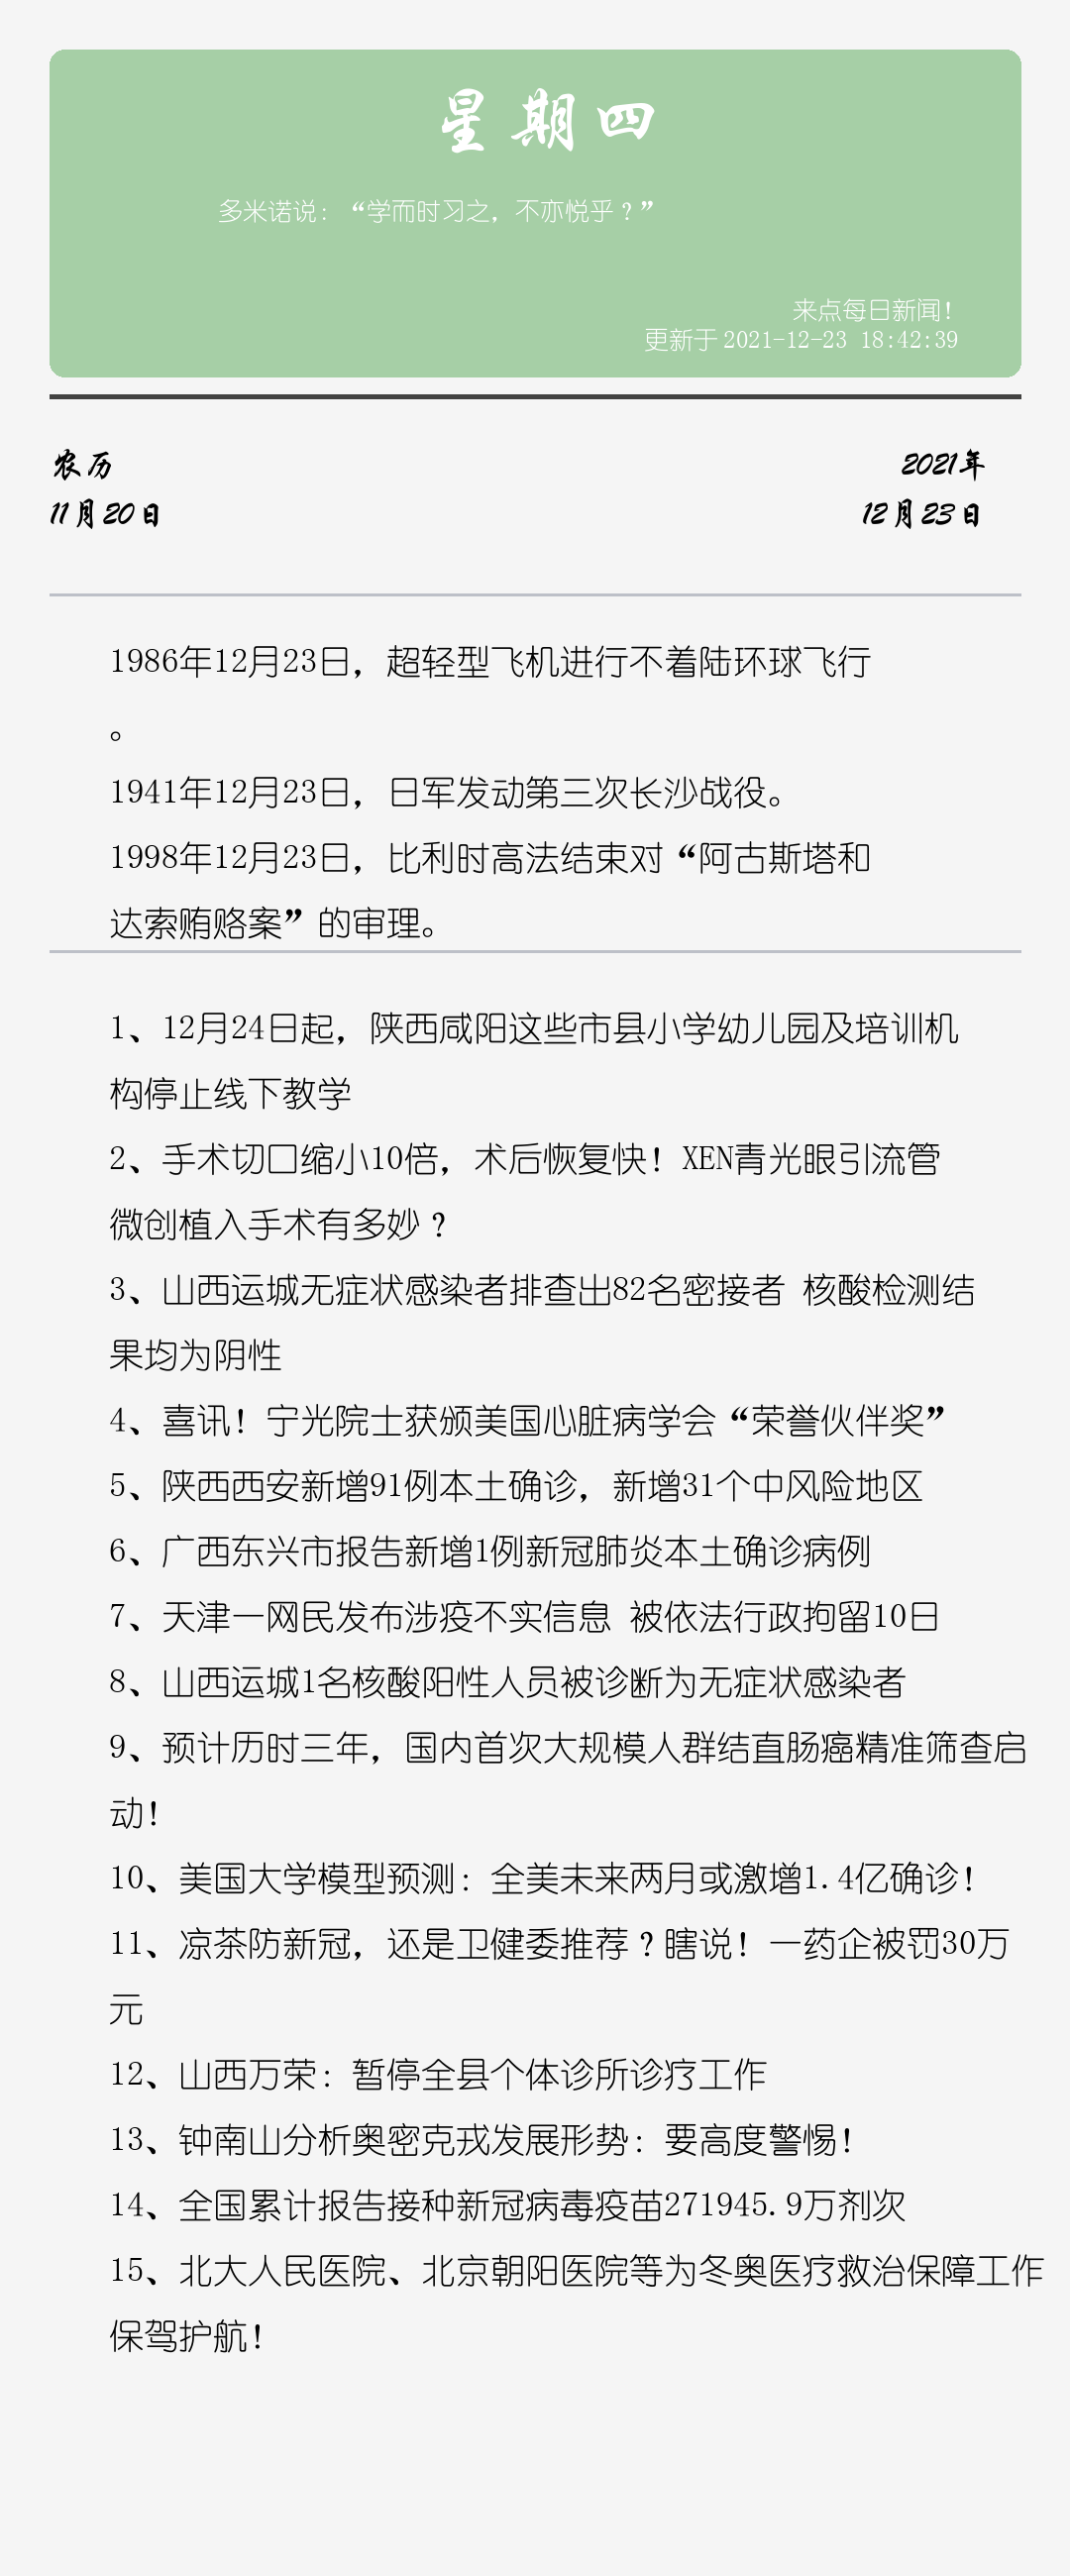 星期四
多米诺说：“学而时习之，不亦悦乎？”
来点每日新闻！
更新于 2021-12-23 18:42:39
农历
2021年
11月20日
12月23日
1986年12月23日，超轻型飞机进行不着陆环球飞行
。
1941年12月23日，日军发动第三次长沙战役。
1998年12月23日，比利时高法结束对“阿古斯塔和
达索贿赂案”的审理。
1、12月24日起，陕西咸阳这些市县小学幼儿园及培训机
构停止线下教学
2、手术切口缩小10倍，术后恢复快！XEN青光眼引流管
微创植入手术有多妙？
3、山西运城无症状感染者排查出82名密接者 核酸检测结
果均为阴性
4、喜讯！宁光院士获颁美国心脏病学会“荣誉伙伴奖”
5、陕西西安新增91例本土确诊，新增31个中风险地区
6、广西东兴市报告新增1例新冠肺炎本土确诊病例
7、天津一网民发布涉疫不实信息 被依法行政拘留10日
8、山西运城1名核酸阳性人员被诊断为无症状感染者
9、预计历时三年，国内首次大规模人群结直肠癌精准筛查启
动！
10、美国大学模型预测：全美未来两月或激增1.4亿确诊！
11、凉茶防新冠，还是卫健委推荐？瞎说！一药企被罚30万
元
12、山西万荣：暂停全县个体诊所诊疗工作
13、钟南山分析奥密克戎发展形势：要高度警惕！
14、全国累计报告接种新冠病毒疫苗271945.9万剂次
15、北大人民医院、北京朝阳医院等为冬奥医疗救治保障工作
保驾护航！